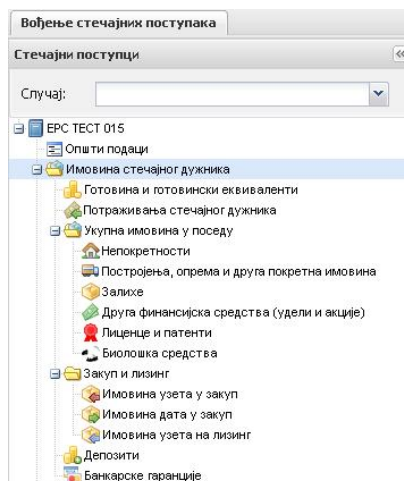 Вођење стечајних поступака
Стечајни поступци
Случај:
ЕРС ТЕСТ 015
Општи подаци
Имовина стечајног дужника
Готовина и готовински еквиваленти
Потраживања стечајног дужника
Укупна имовина у поседу
Непокретности
Постројења, опрема и друга покретна имовина
Залихе
Друга финансијска средства (удели и акције)
Лиценце и патенти
Биолошка средства
Закуп и лизинг
Имовина узета у закуп
Имовина дата у закуп
Имовина узета на лизинг
Депозити
Банкарске гаранције